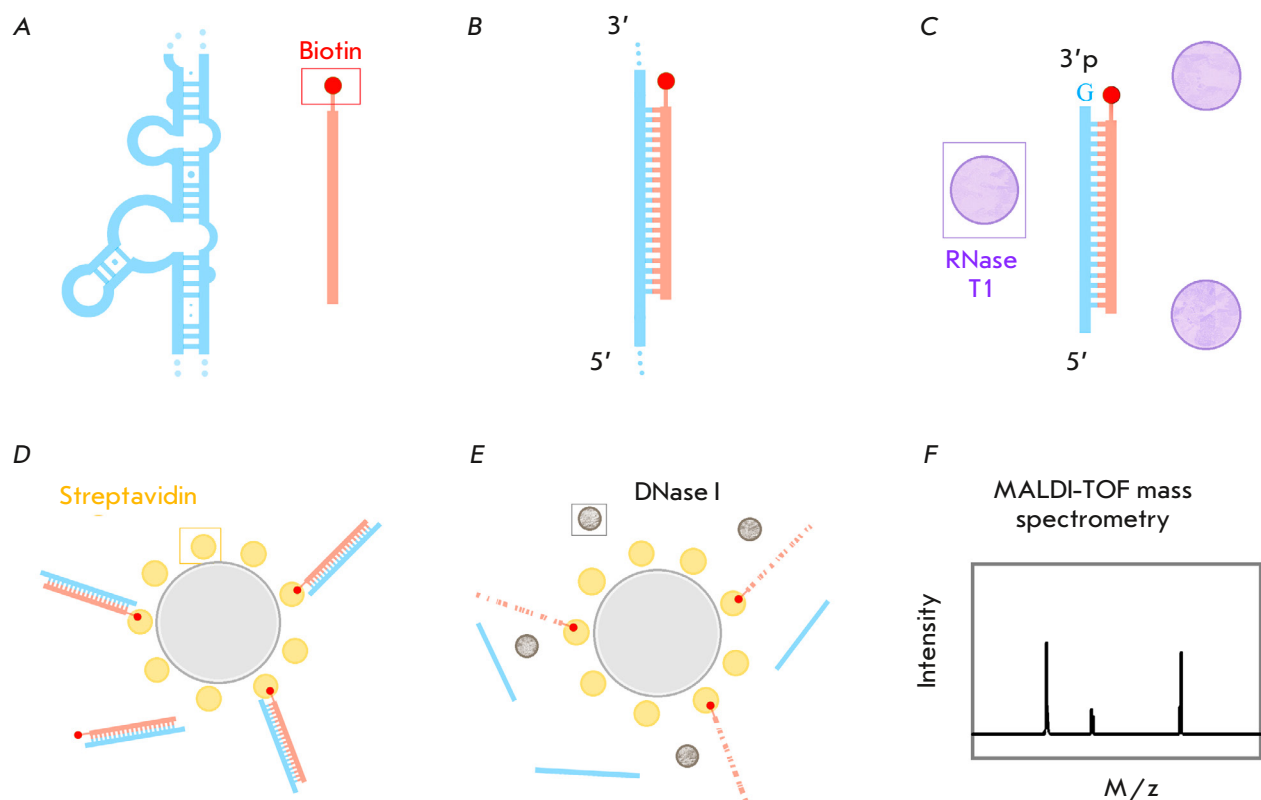 A
Biotin
B
3′
5′
C
3′p
G
RNase
T1
5′
D
Streptavidin
E
DNase I
F
MALDI-TOF mass
spectrometry
Intensity
M/z